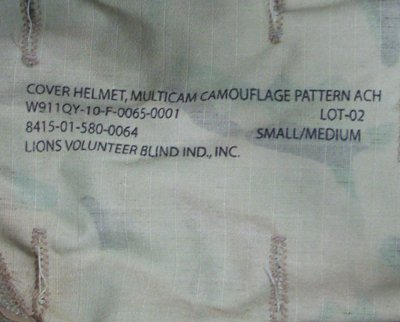 COVER HELMET, MULTICAM CAMOUFLAGE PATTERN ACH
W911QY-10-F-0065-0001 LOT-02
8415-01-580-0064 SMALL/MEDIUM
LIONS VOLUNTEER BLIND IND., INC.